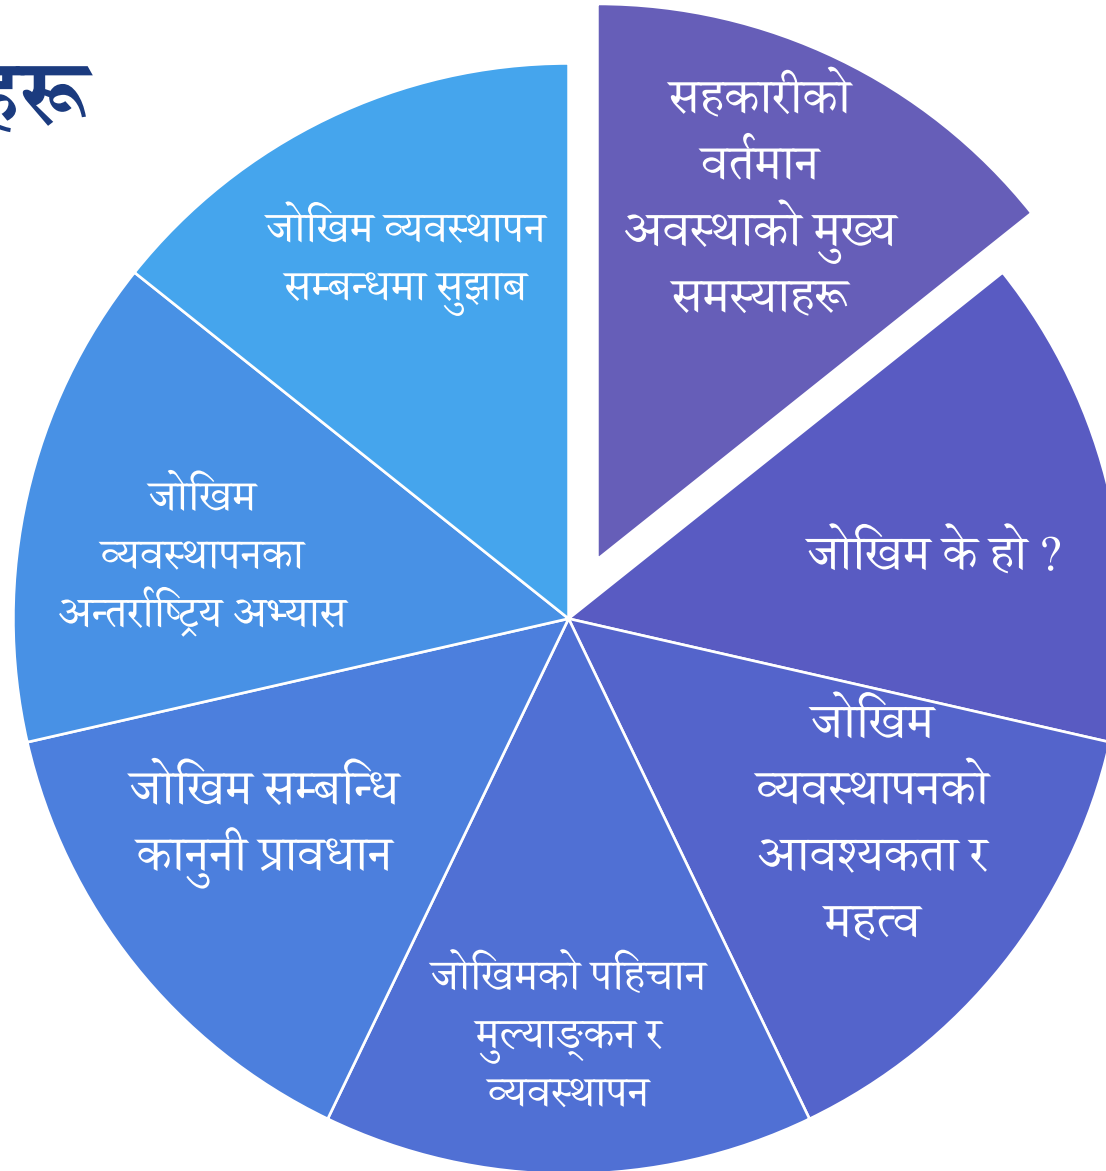 हरू
सहकारीको
वर्तमान
अवस्थाको मुख्य
समस्याहरू
जोखिम के हो ?
जोखिम
व्यवस्थापनको
आवश्यकता र
महत्व
जोखिमको पहिचान
मुल्याङ्कन र
व्यवस्थापन
जोखिम सम्बन्धि
कानुनी प्रावधान
जोखिम
व्यवस्थापनका
अन्तर्राष्ट्रिय अभ्यास
जोखिम व्यवस्थापन
सम्बन्धमा सुझाब